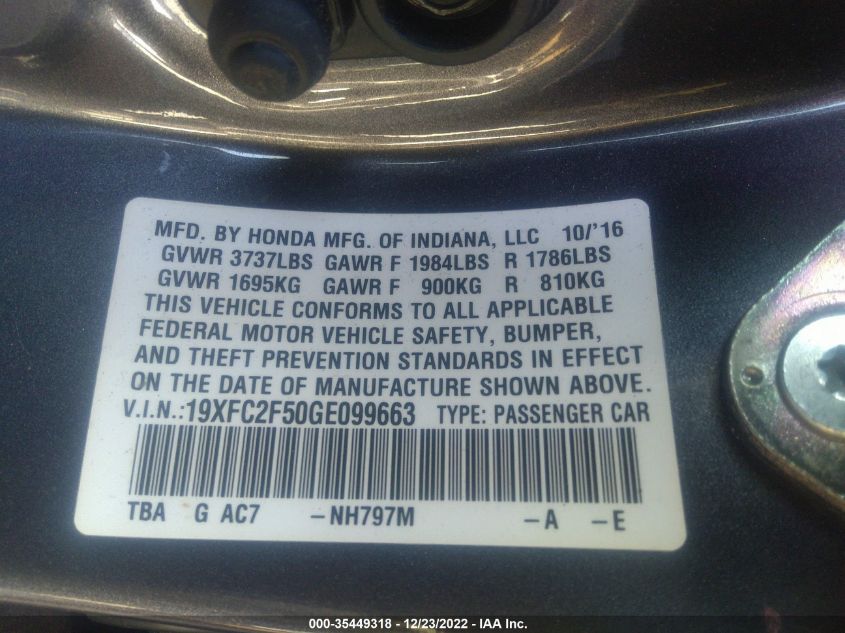 MFD. BY HONDA MFG. OF INDIANA, LLC 10/'16
GVWR 3737LBS GAWR F 1984LBS R 1786LBS
GVWR 1695KG GAWR F 900KG R 810KG
THIS VEHICLE CONFORMS TO ALL APPLICABLE
FEDERAL MOTOR VEHICLE SAFETY, BUMPER,
AND THEFT PREVENTION STANDARDS IN EFFECT
ON THE DATE OF MANUFACTURE SHOWN ABOVE.
V.I.N.:19XFC2F50GE099663 TYPE: PASSENGER CAR
TBA G AC7 -NH797M -A -E
000-35449318 - 12/23/2022 - IAA Inc.